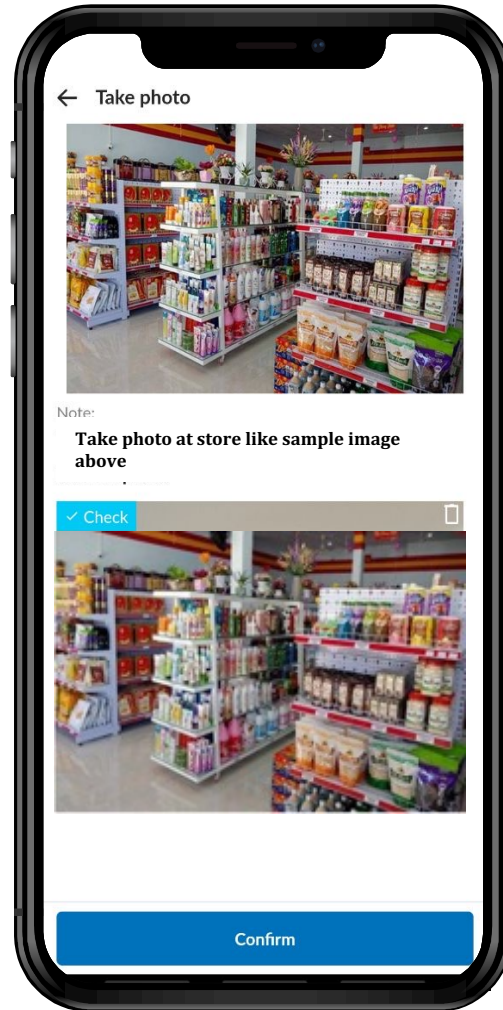 Take photo
Note:
Take photo at store like sample image
above
Check
Confirm